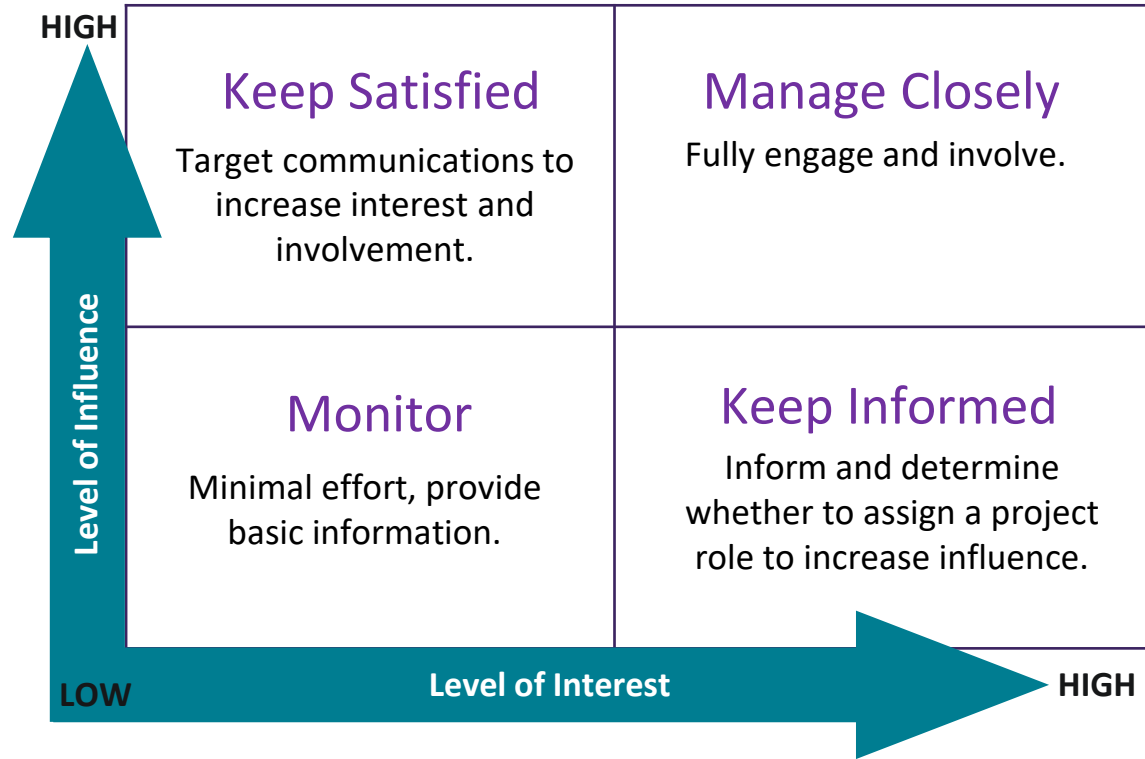 HIGH
Keep Satisfied
Target communications to
increase interest and
involvement.
Manage Closely
Fully engage and involve.
Level of Influence
Monitor
Minimal effort, provide
basic information.
Keep Informed
Inform and determine
whether to assign a project
role to increase influence.
LOW
Level of Interest
HIGH